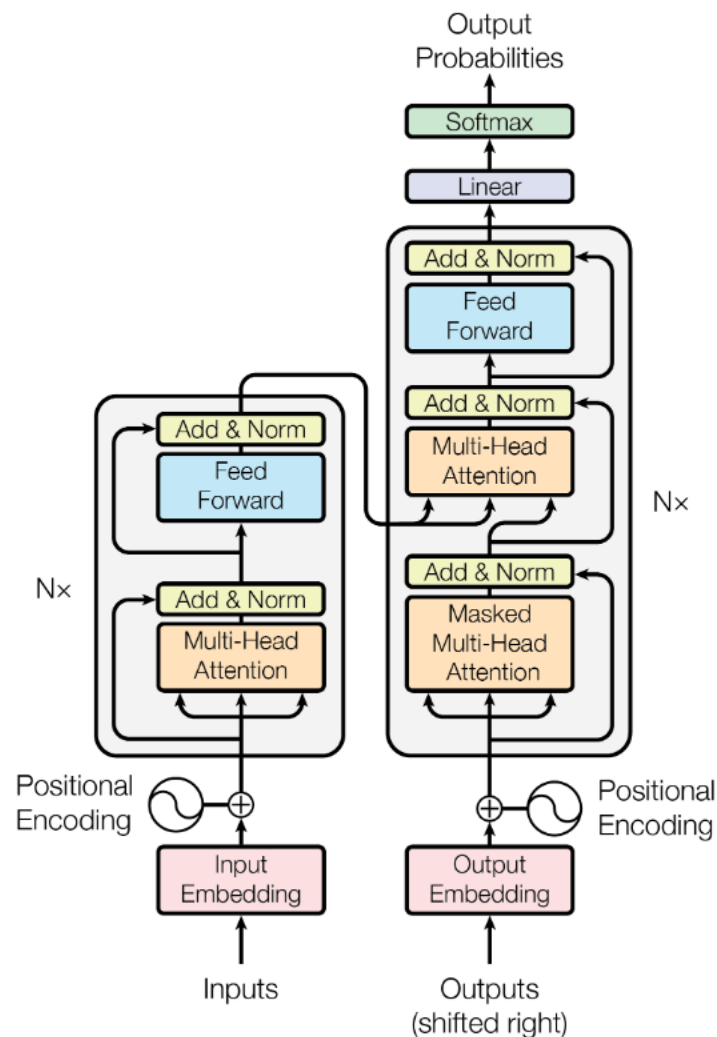 Output
Probabilities
Softmax
Linear
Add & Norm
Feed
Forward
Add & Norm
Multi-Head
Attention
Add & Norm
Masked
Multi-Head
Attention
Nx
Add & Norm
Feed
Forward
Add & Norm
Multi-Head
Attention
Nx
Positional
Encoding
Positional
Encoding
Input
Embedding
Output
Embedding
Inputs
Outputs
(shifted right)